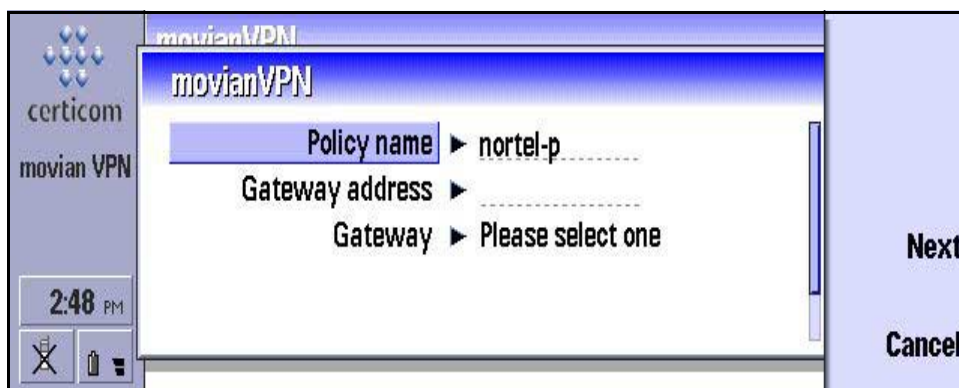 certicom
movian VPN
2:48 PM
movianVPN
movianVPN
Policy name nortel-p
Gateway address
Gateway Please select one
Next
Cancel